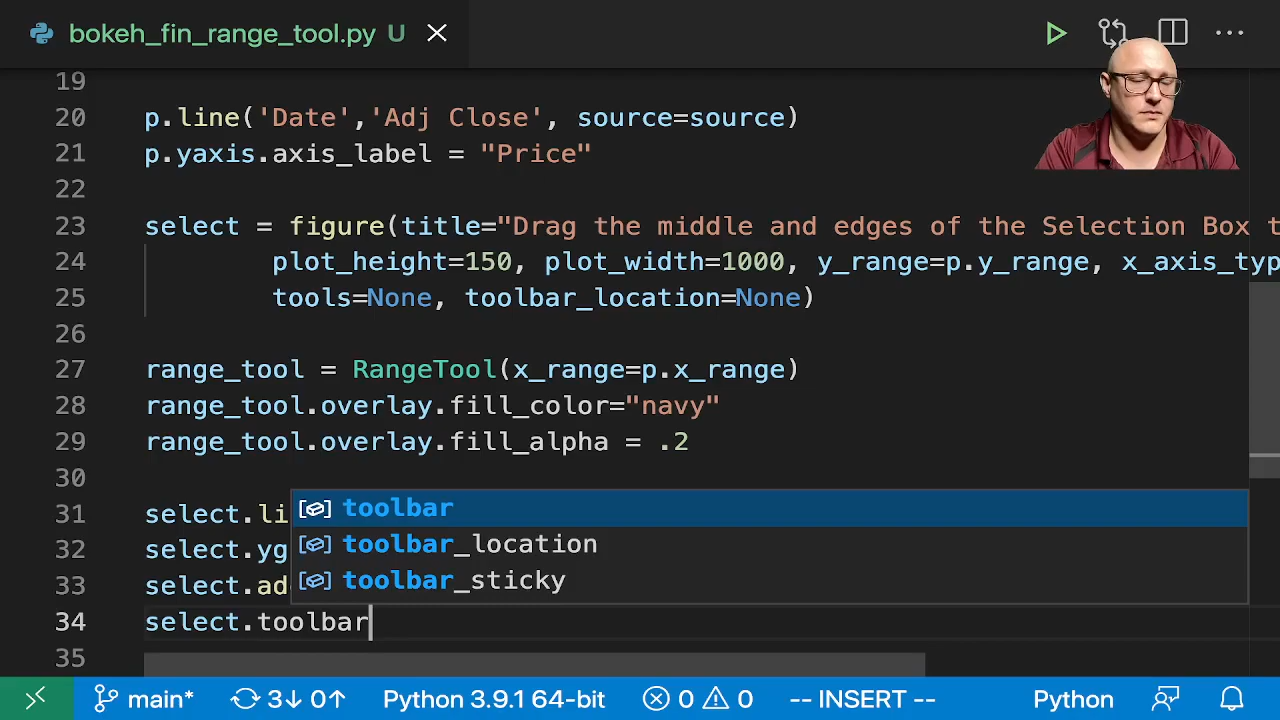 bokeh_fin_range_tool.py U
19
20 p.line('Date','Adj Close', source=source)
21 p.yaxis.axis_label = "Price"
22
23 select = figure(title="Drag the middle and edges of the Selection Box t
24 plot_height=150, plot_width=1000, y_range=p.y_range, x_axis_typ
25 tools=None, toolbar_location=None)
26
27 range_tool = RangeTool(x_range=p.x_range)
28 range_tool.overlay.fill_color="navy"
29 range_tool.overlay.fill_alpha = .2
30
31 select.li
toolbar
32 select.yg
toolbar_location
33 select.ad
toolbar_sticky
34 select.toolbar
35
main* 3↓ 0↑ Python 3.9.1 64-bit 0 0 -- INSERT -- Python